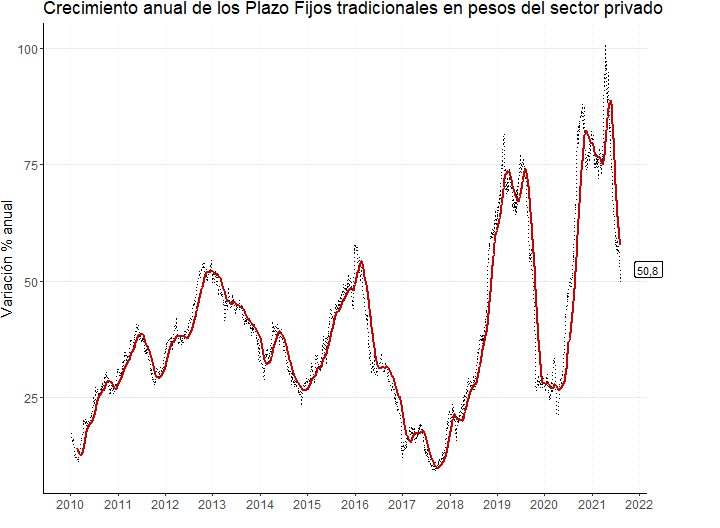 Crecimiento anual de los Plazo Fijos tradicionales en pesos del sector privado
Variación % anual
100
75
50
25
50,8
2010 2011 2012 2013 2014 2015 2016 2017 2018 2019 2020 2021 2022